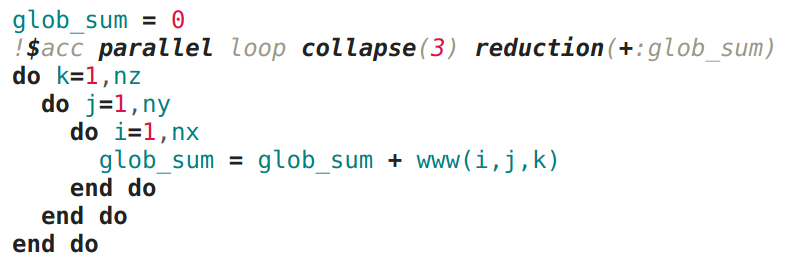 glob_sum = 0
!$acc parallel loop collapse(3) reduction(+:glob_sum)
do k=1,nz
  do j=1,ny
    do i=1,nx
      glob_sum = glob_sum + www(i,j,k)
    end do
  end do
end do